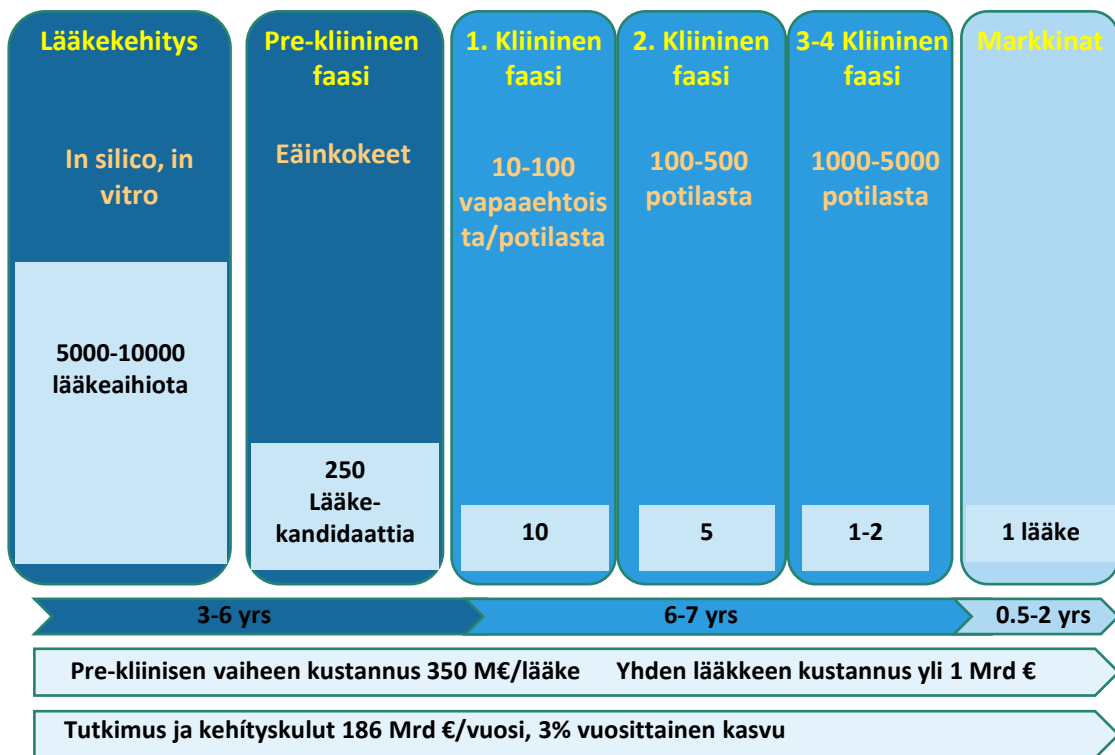 Lääkekehitys
In silico, in
vitro
5000-10000
lääkeaihiota
Pre-kliininen
faasi
Eäinkokeet
250
Lääke-
kandidaattia
1. Kliininen
faasi
10-100
vapaaehtois
ta/potilasta
10
2. Kliininen
faasi
100-500
potilasta
5
3-4 Kliininen
faasi
1000-5000
potilasta
1-2
Markkinat
1 lääke
3-6 yrs
6-7 yrs
0.5-2 yrs
Pre-kliinisen vaiheen kustannus 350 M€/lääke Yhden lääkkeen kustannus yli 1 Mrd €
Tutkimus ja kehityskulut 186 Mrd €/vuosi, 3% vuosittainen kasvu